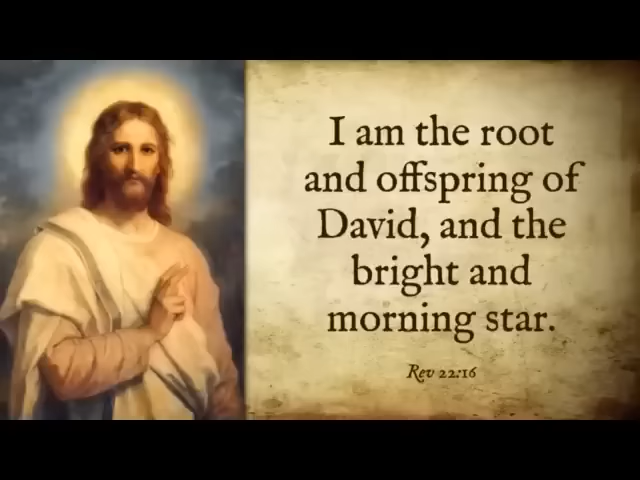 I am the root
and offspring of
David, and the
bright and
morning star.
Rev 22:16